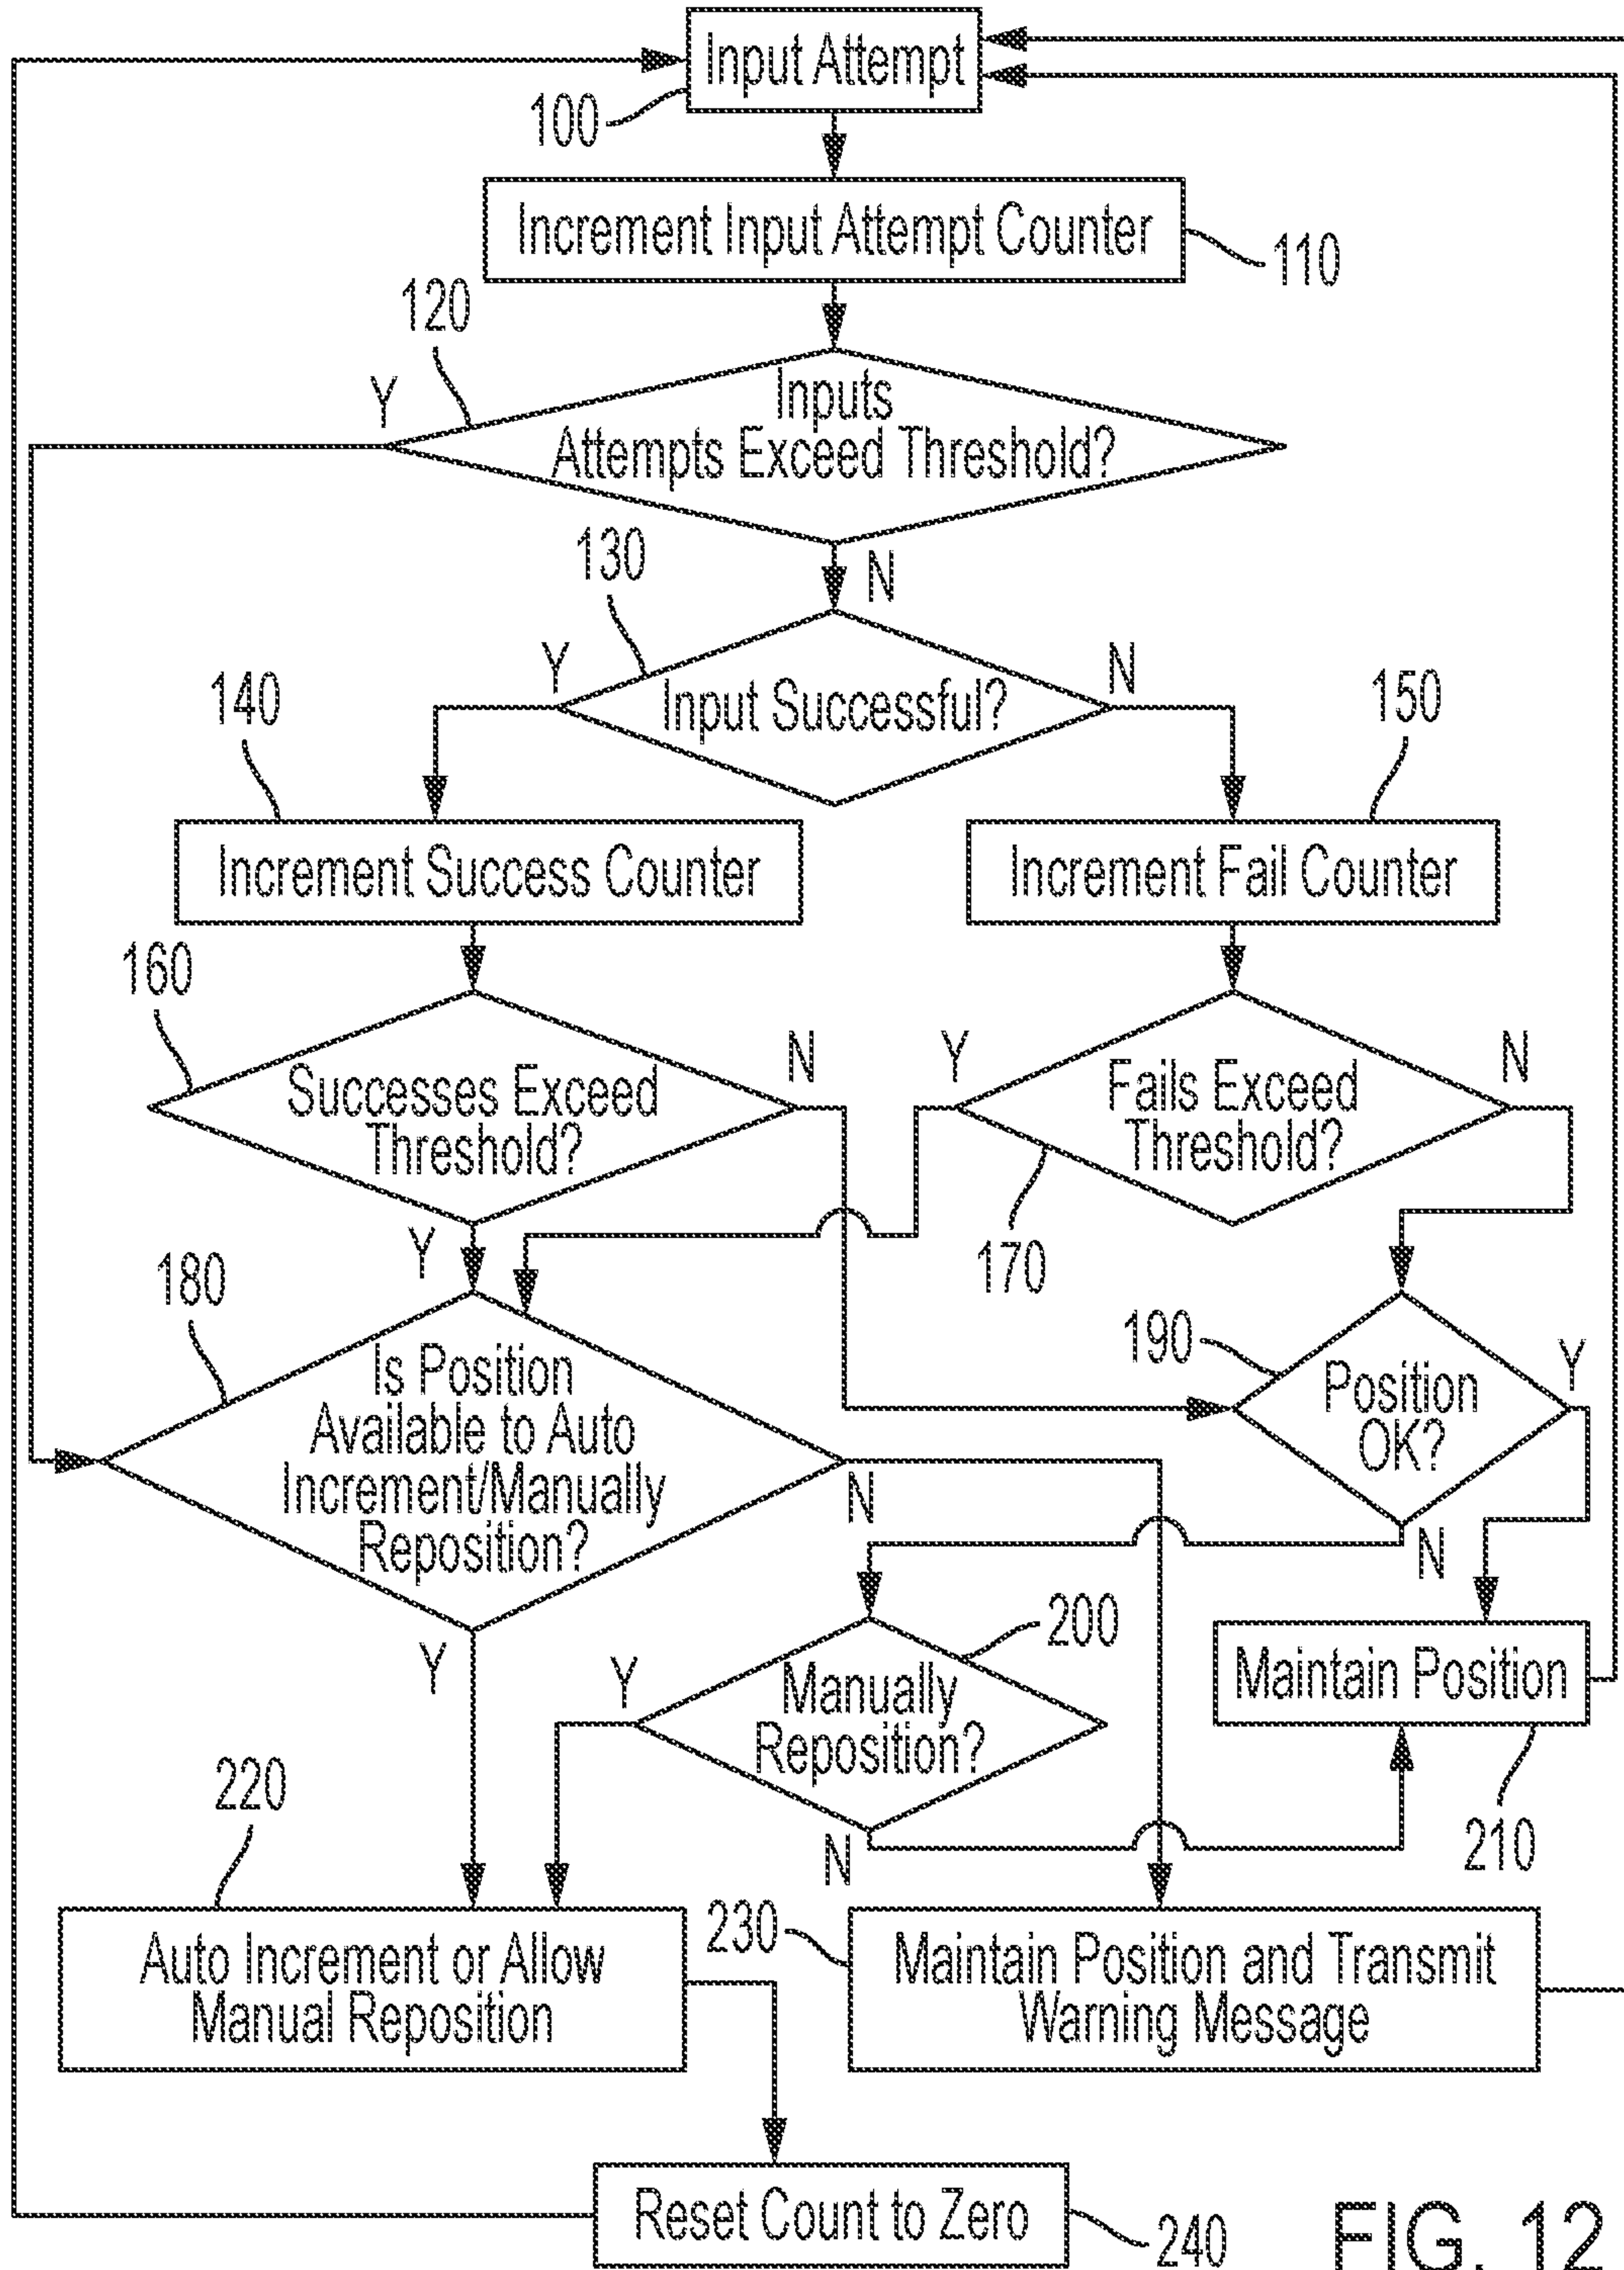 Input Attempt
100
Increment Input Attempt Counter
110
120
Y
Inputs
Attempts Exceed Threshold?
130
N
Y
N
Input Successful?
140
150
Increment Success Counter
Increment Fail Counter
160
N
Y
N
Successes Exceed
Threshold?
Fails Exceed
Threshold?
Y
170
180
190
Is Position
Available to Auto
Increment/Manually
Reposition?
Position
OK?
Y
N
N
200
Y
Y
Manually
Reposition?
Maintain Position
220
N
210
230
Auto Increment or Allow
Manual Reposition
Maintain Position and Transmit
Warning Message
Reset Count to Zero
240
FIG. 12